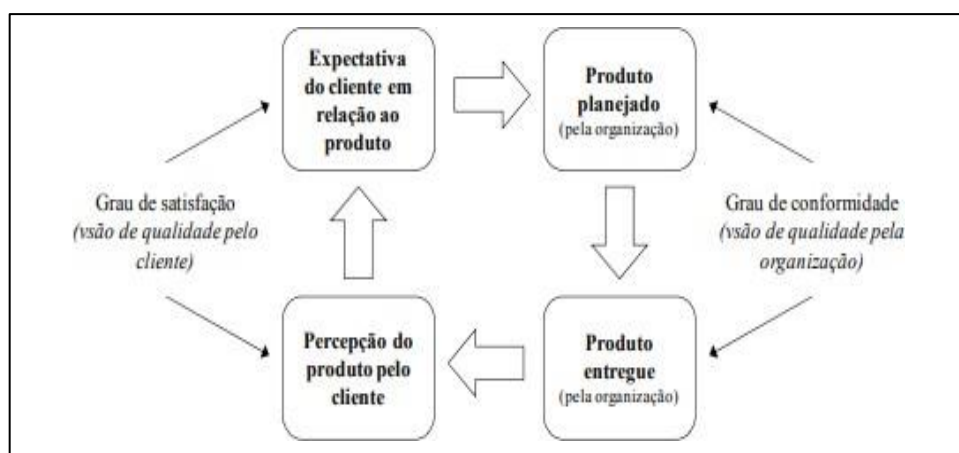 Expectativa
do cliente em
relação ao
produto
Produto
planejado
(pela organização)
Grau de satisfação
(vsão de qualidade pelo
cliente)
Grau de conformidade
(vsão de qualidade pela
organização)
Percepção do
produto pelo
cliente
Produto
entregue
(pela organização)